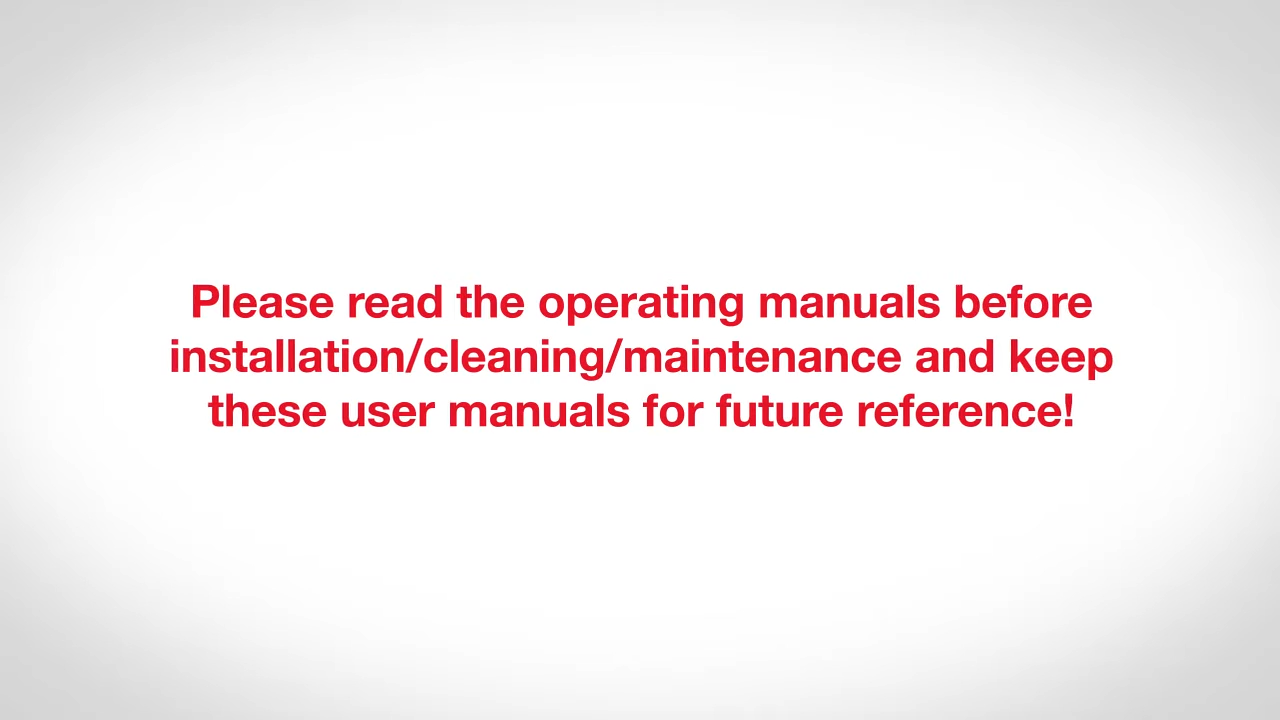 Please read the operating manuals before
installation/cleaning/maintenance and keep
these user manuals for future reference!